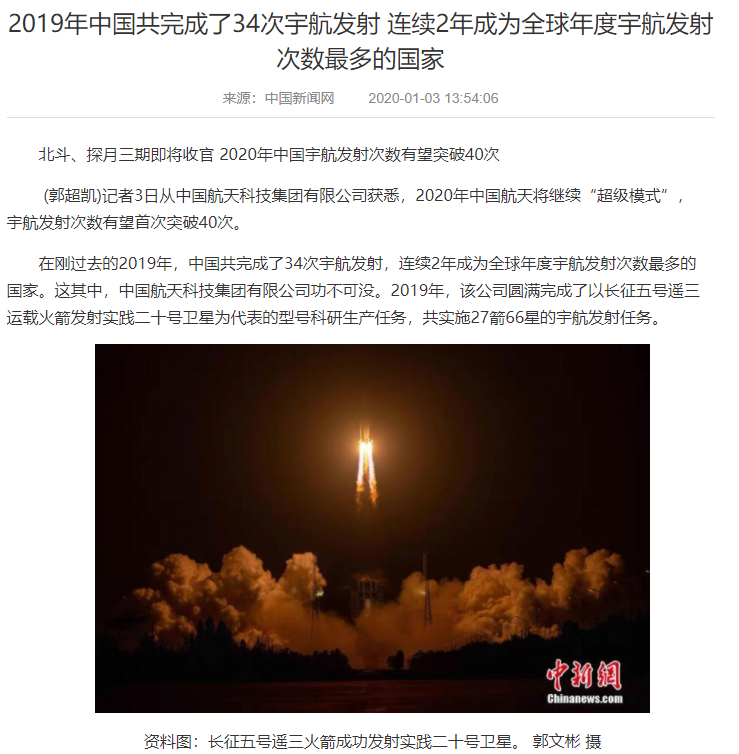 2019年中国共完成了34次宇航发射 连续2年成为全球年度宇航发射
次数最多的国家
来源：中国新闻网 2020-01-03 13:54:06
北斗、探月三期即将收官 2020年中国宇航发射次数有望突破40次
(郭超凯)记者3日从中国航天科技集团有限公司获悉，2020年中国航天将继续“超级模式”，
宇航发射次数有望首次突破40次。
在刚过去的2019年，中国共完成了34次宇航发射，连续2年成为全球年度宇航发射次数最多的
国家。这其中，中国航天科技集团有限公司功不可没。2019年，该公司圆满完成了以长征五号遥三
运载火箭发射实践二十号卫星为代表的型号科研生产任务，共实施27箭66星的宇航发射任务。
中新网
Chinanews.com
资料图：长征五号遥三火箭成功发射实践二十号卫星。 郭文彬 摄